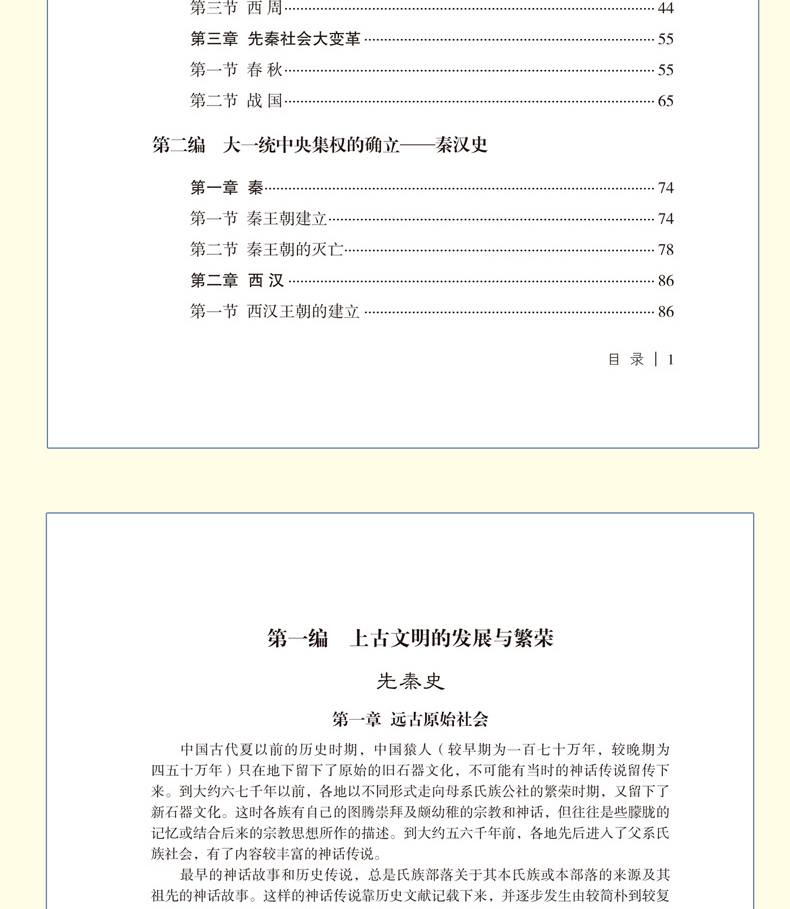 第三节 西 周 44
第三章 先秦社会大变革 55
第一节 春 秋 55
第二节 战 国 65
第二编 大一统中央集权的确立——秦汉史
第一章 秦 74
第一节 秦王朝建立 74
第二节 秦王朝的灭亡 78
第二章 西 汉 86
第一节 西汉王朝的建立 86
目 录 | 1
第一编 上古文明的发展与繁荣
先秦史
第一章 远古原始社会
中国古代夏以前的历史时期，中国猿人（较早期为一百七十万年，较晚期为
四五十万年）只在地下留下了原始的旧石器文化，不可能有当时的神话传说留传下
来。到大约六七千年以前，各地以不同形式走向母系氏族公社的繁荣时期，又留下了
新石器文化。这时各族有自己的图腾崇拜及颇幼稚的宗教和神话，但往往是些朦胧的
记忆或结合后来的宗教思想所作的描述。到大约五六千年前，各地先后进入了父系氏
族社会，有了内容较丰富的神话传说。
最早的神话故事和历史传说，总是氏族部落关于其本氏族或本部落的来源及其
祖先的神话故事。这样的神话传说靠历史文献记载下来，并逐步发生由较简朴到较复